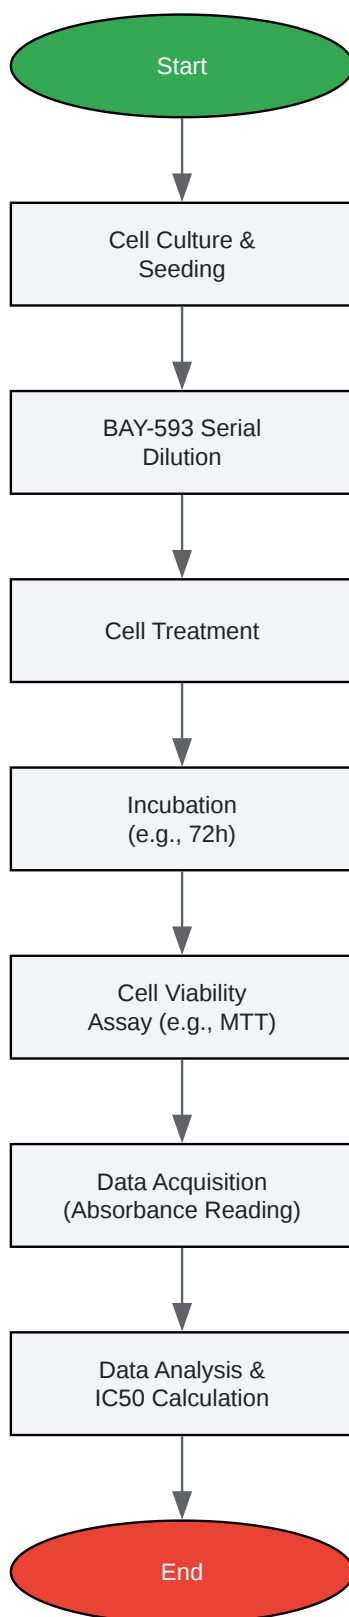 Start
Cell Culture &
Seeding
BAY-593 Serial
Dilution
Cell Treatment
Incubation
(e.g., 72h)
Cell Viability
Assay (e.g., MTT)
Data Acquisition
(Absorbance Reading)
Data Analysis &
IC50 Calculation
End